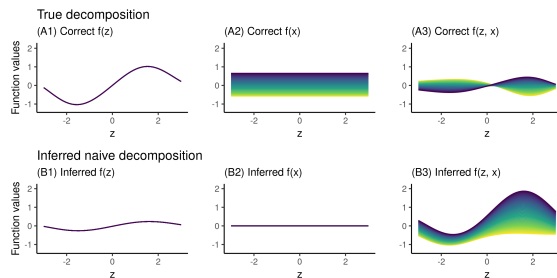 True decomposition
(A1) Correct f(z) (A2) Correct f(x) (A3) Correct f(z, x)
Function values
2 2 2
1 1 1
0 0 0
-1 -1 -1
-2 0 2 -2 0 2 -2 0 2
z z z
Inferred naive decomposition
(B1) Inferred f(z) (B2) Inferred f(x) (B3) Inferred f(z, x)
Function values
2 2 2
1 1 1
0 0 0
-1 -1 -1
-2 0 2 -2 0 2 -2 0 2
z z z